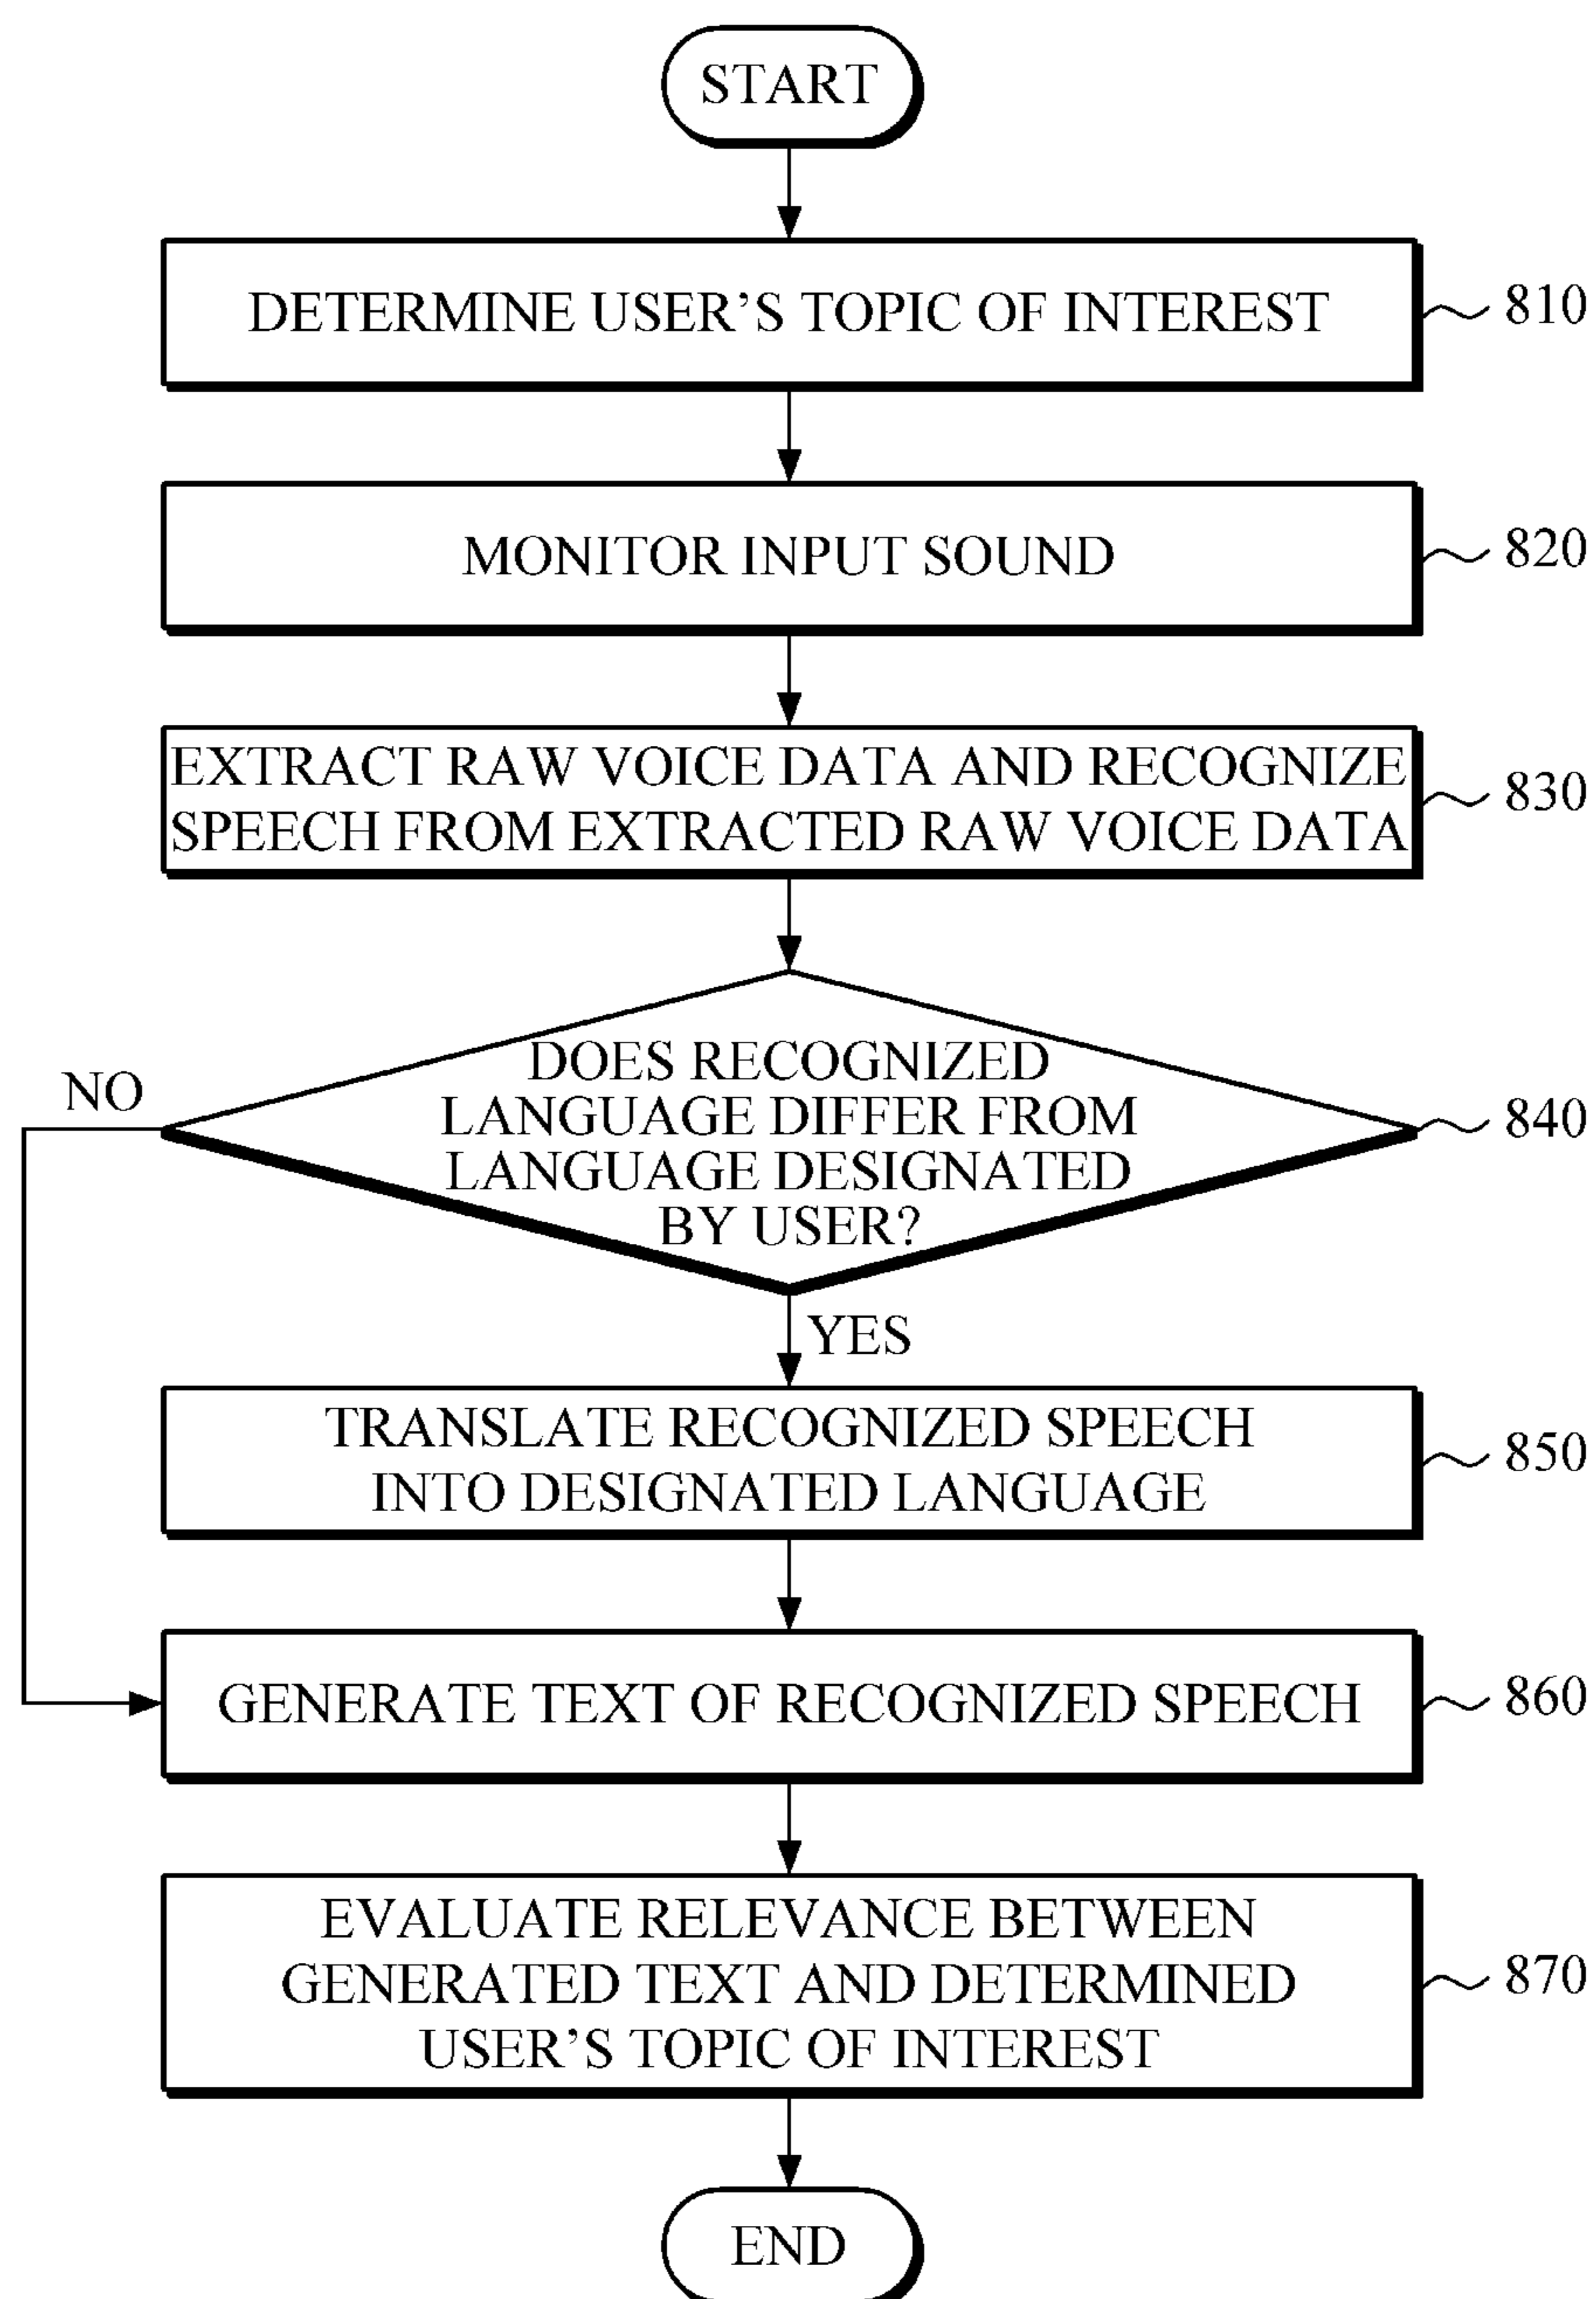 START
DETERMINE USER’S TOPIC OF INTEREST
810
MONITOR INPUT SOUND
820
EXTRACT RAW VOICE DATA AND RECOGNIZE
SPEECH FROM EXTRACTED RAW VOICE DATA
830
DOES RECOGNIZED
LANGUAGE DIFFER FROM
LANGUAGE DESIGNATED
BY USER?
840
NO
YES
TRANSLATE RECOGNIZED SPEECH
INTO DESIGNATED LANGUAGE
850
GENERATE TEXT OF RECOGNIZED SPEECH
860
EVALUATE RELEVANCE BETWEEN
GENERATED TEXT AND DETERMINED
USER’S TOPIC OF INTEREST
870
END